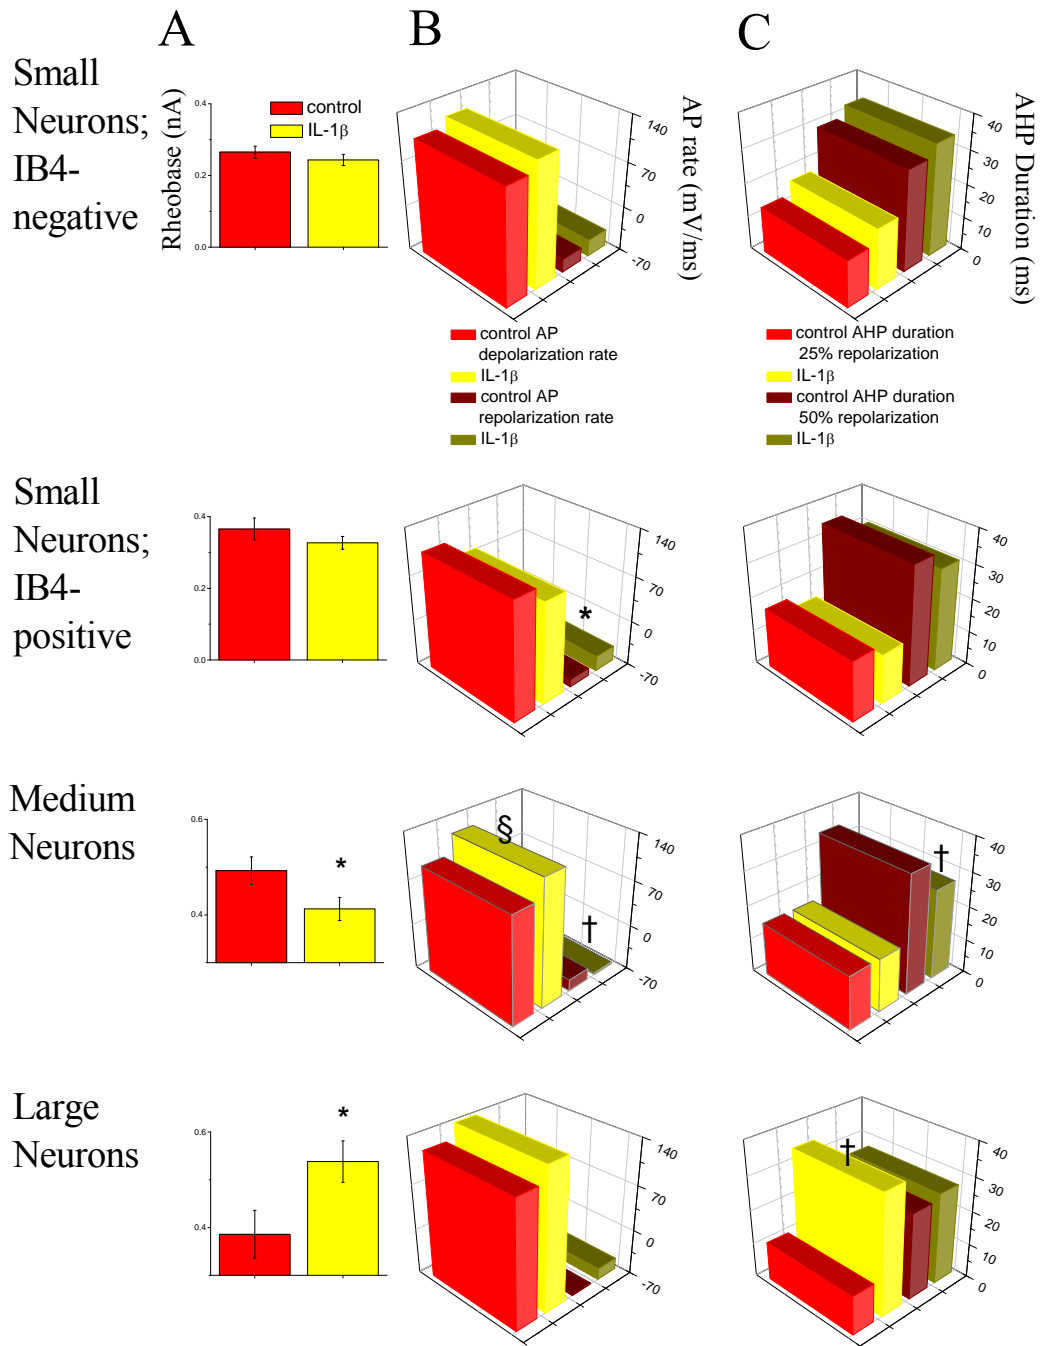 A
B
C
Small
Neurons;
IB4-
negative
Rheobase (nA)
0.4
0.2
0.0
control
IL-1β
140
70
0
-70
AP rate (mV/ms)
40
30
20
10
0
AHP Duration (ms)
control AP
depolarization rate
IL-1β
control AP
repolarization rate
IL-1β
control AHP duration
25% repolarization
IL-1β
control AHP duration
50% repolarization
IL-1β
Small
Neurons;
IB4-
positive
0.4
0.2
0.0
*
140
70
0
-70
40
30
20
10
0
Medium
Neurons
0.6
0.4
*
§
†
140
70
0
-70
†
40
30
20
10
0
Large
Neurons
0.6
0.4
*
140
70
0
-70
†
40
30
20
10
0